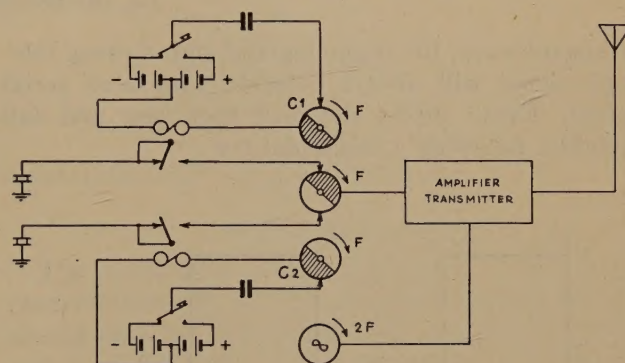 - +
C1 F
F
AMPLIFIER
TRANSMITTER
F
C2
- +
2F